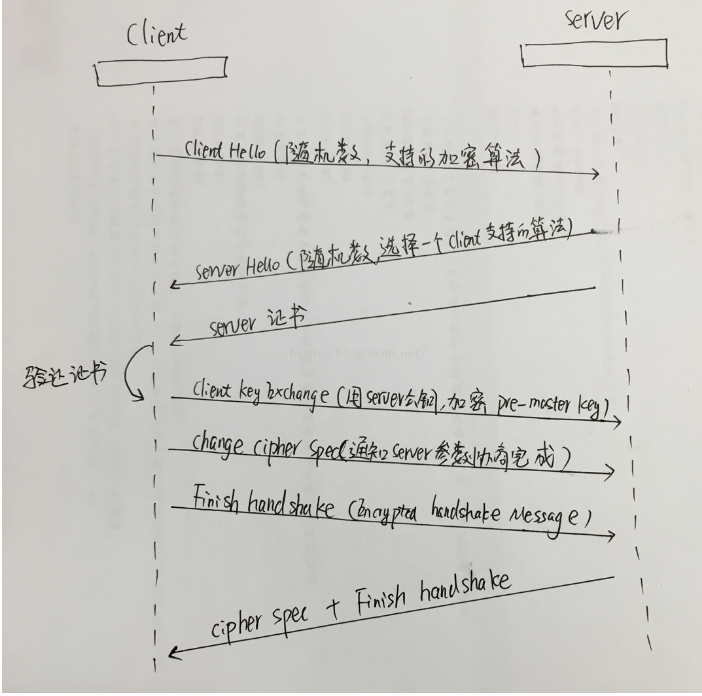 Client
server
Client Hello (随机数, 支持的加密算法)
server Hello (随机数,选择一个Client支持的算法)
server 证书
验证证书
Client key Exchange (用server公钥,加密 pre-master key)
change cipher spec(通知server参数协商完成)
Finish handshake (Encrypted handshake Message)
cipher spec + Finish handshake